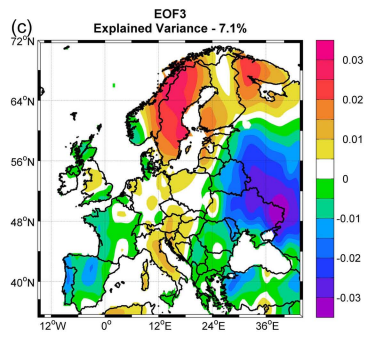 EOF3
(c) Explained Variance - 7.1%
72°N
64°N
56°N
48°N
40°N
12°W
0°
12°E
24°E
36°E
0.03
0.02
0.01
0
-0.01
-0.02
-0.03